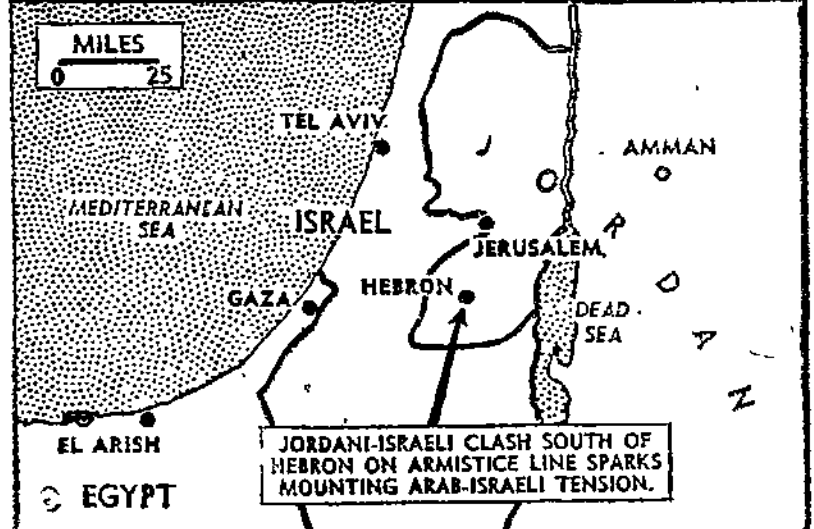 MILES
0 25
TEL AVIV
AMMAN
MEDITERRANEAN
SEA
ISRAEL
JORDAN
JERUSALEM
HEBRON
GAZA
DEAD
SEA
EL ARISH
EGYPT
JORDANI-ISRAELI CLASH SOUTH OF
HEBRON ON ARMISTICE LINE SPARKS
MOUNTING ARAB-ISRAELI TENSION.